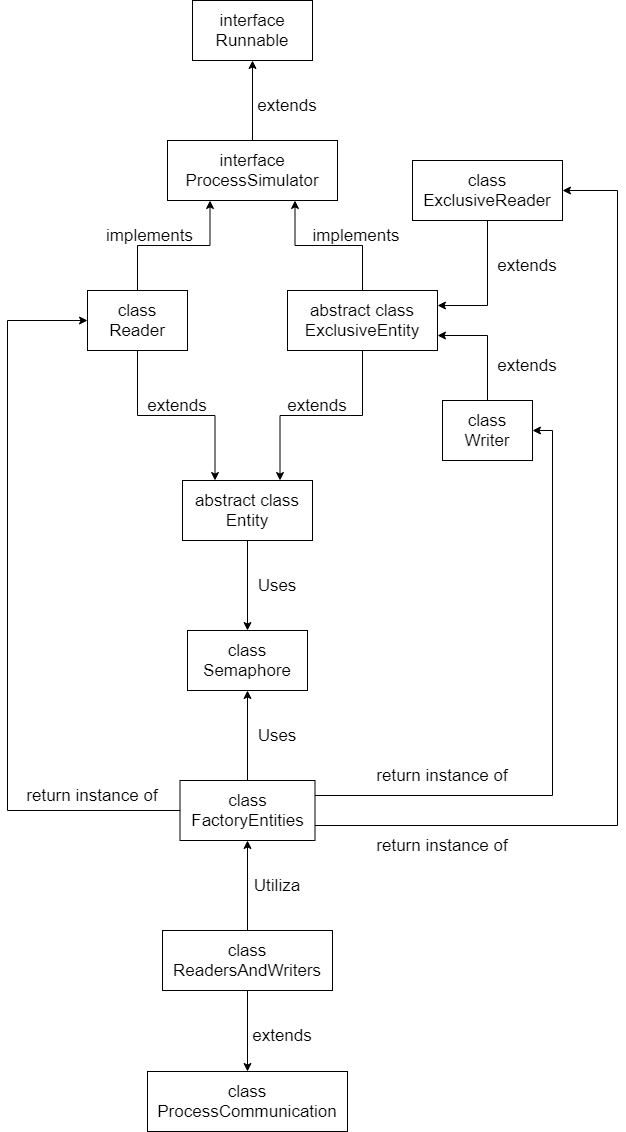 interface
Runnable
extends
interface
ProcessSimulator
class
ExclusiveReader
implements
implements
extends
class
Reader
abstract class
ExclusiveEntity
extends
extends
extends
class
Writer
abstract class
Entity
Uses
class
Semaphore
Uses
return instance of
return instance of
class
FactoryEntities
return instance of
Utiliza
class
ReadersAndWriters
extends
class
ProcessCommunication